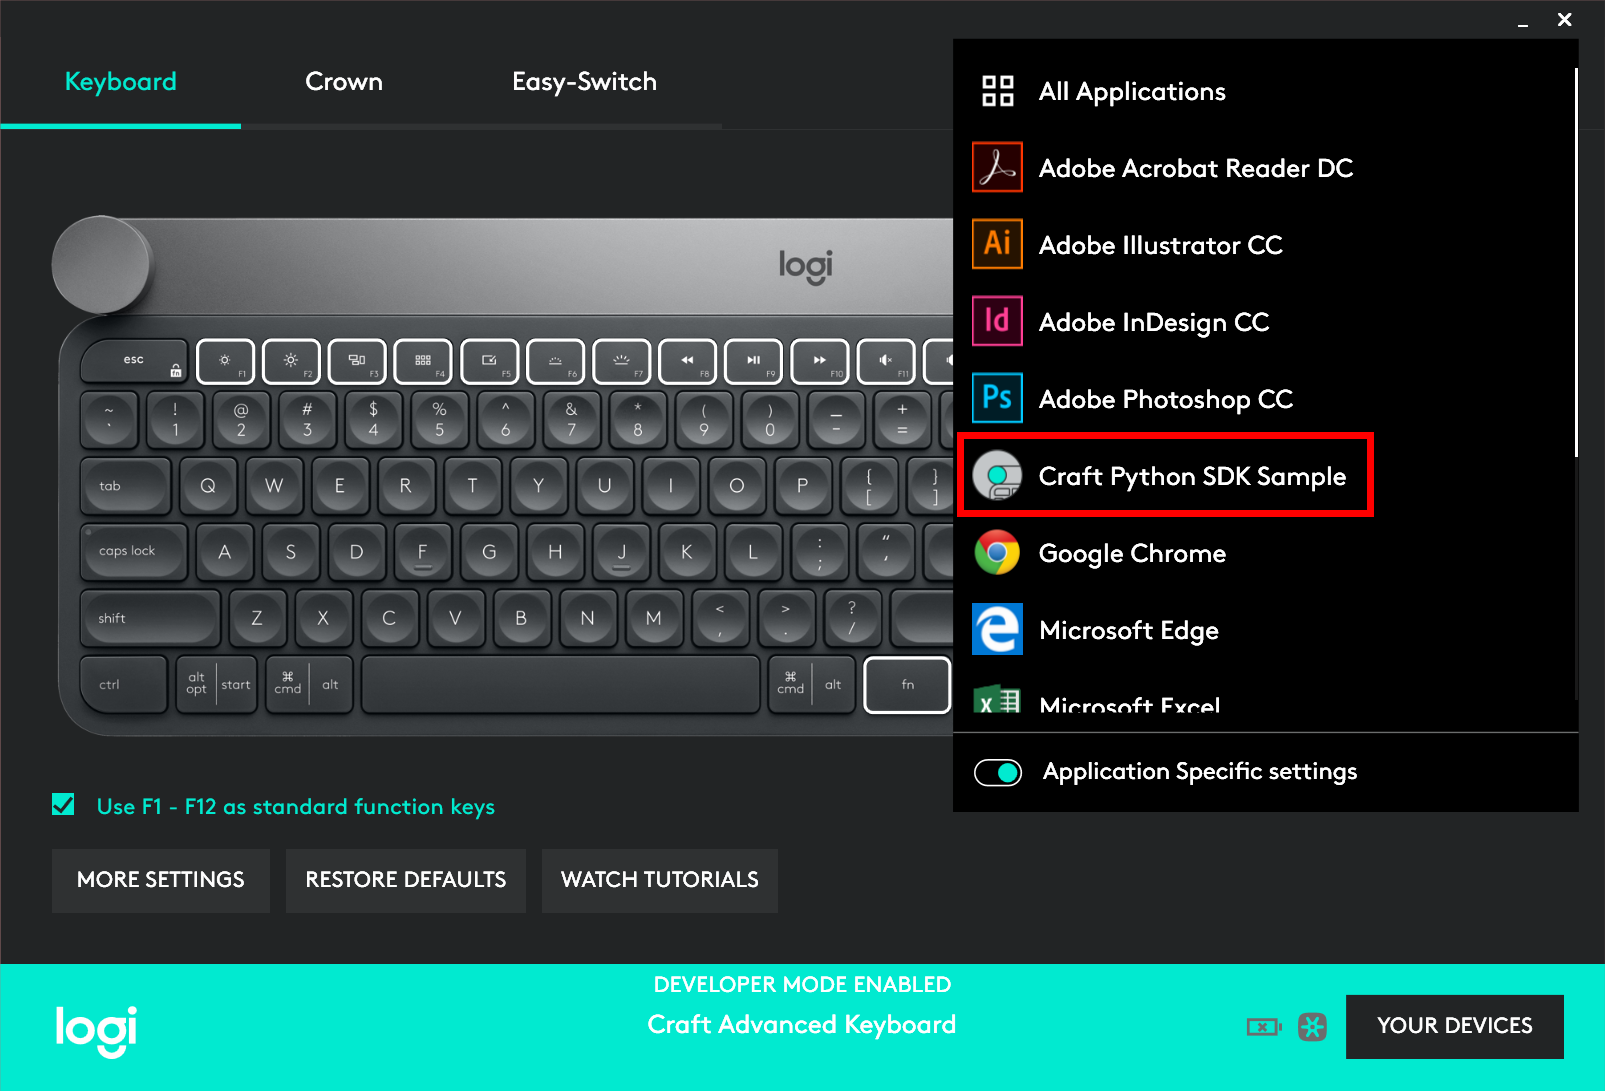 Keyboard Crown Easy-Switch
All Applications
Adobe Acrobat Reader DC
Ai Adobe Illustrator CC
Id Adobe InDesign CC
Ps Adobe Photoshop CC
Craft Python SDK Sample
Google Chrome
Microsoft Edge
Microsoft Excel
Application Specific settings
logi
esc fn F1 F2 F3 F4 F5 F6 F7 F8 F9 F10 F11
~ ! @ # $ % ^ & * ( ) _ +
` 1 2 3 4 5 6 7 8 9 0 - =
tab Q W E R T Y U I O P { [ } ]
caps lock A S D F G H J K L : ; “ ,
shift Z X C V B N M < , > . ? /
ctrl alt opt start ⌘ cmd alt ⌘ cmd alt fn
Use F1 - F12 as standard function keys
MORE SETTINGS RESTORE DEFAULTS WATCH TUTORIALS
DEVELOPER MODE ENABLED
logi Craft Advanced Keyboard YOUR DEVICES